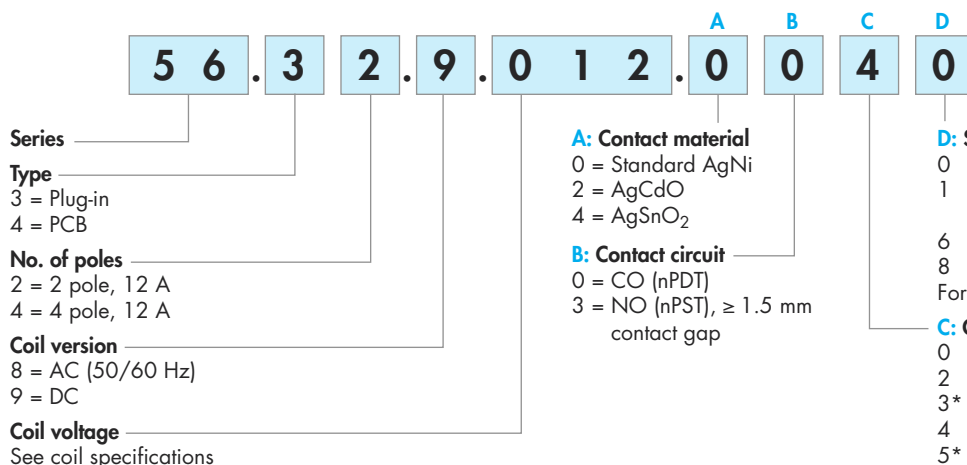 A B C D
5 6 . 3 2 . 9 . 0 1 2 . 0 0 4 0
Series
Type
3 = Plug-in
4 = PCB
No. of poles
2 = 2 pole, 12 A
4 = 4 pole, 12 A
Coil version
8 = AC (50/60 Hz)
9 = DC
Coil voltage
See coil specifications
A: Contact material
0 = Standard AgNi
2 = AgCdO
4 = AgSnO₂
B: Contact circuit
0 = CO (nPDT)
3 = NO (nPST), ≥ 1.5 mm
contact gap
D:
0
1
6
8
For
C:
0
2
3*
4
5*